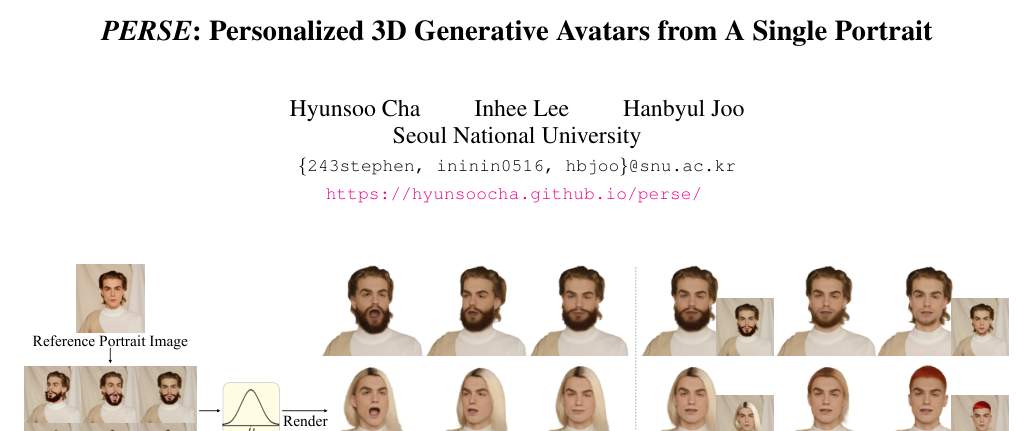 PERSE: Personalized 3D Generative Avatars from A Single Portrait
Hyunsoo Cha Inhee Lee Hanbyul Joo
Seoul National University
{243stephen, ininin0516, hbjoo}@snu.ac.kr
https://hyunsoocha.github.io/perse/
Reference Portrait Image
Render